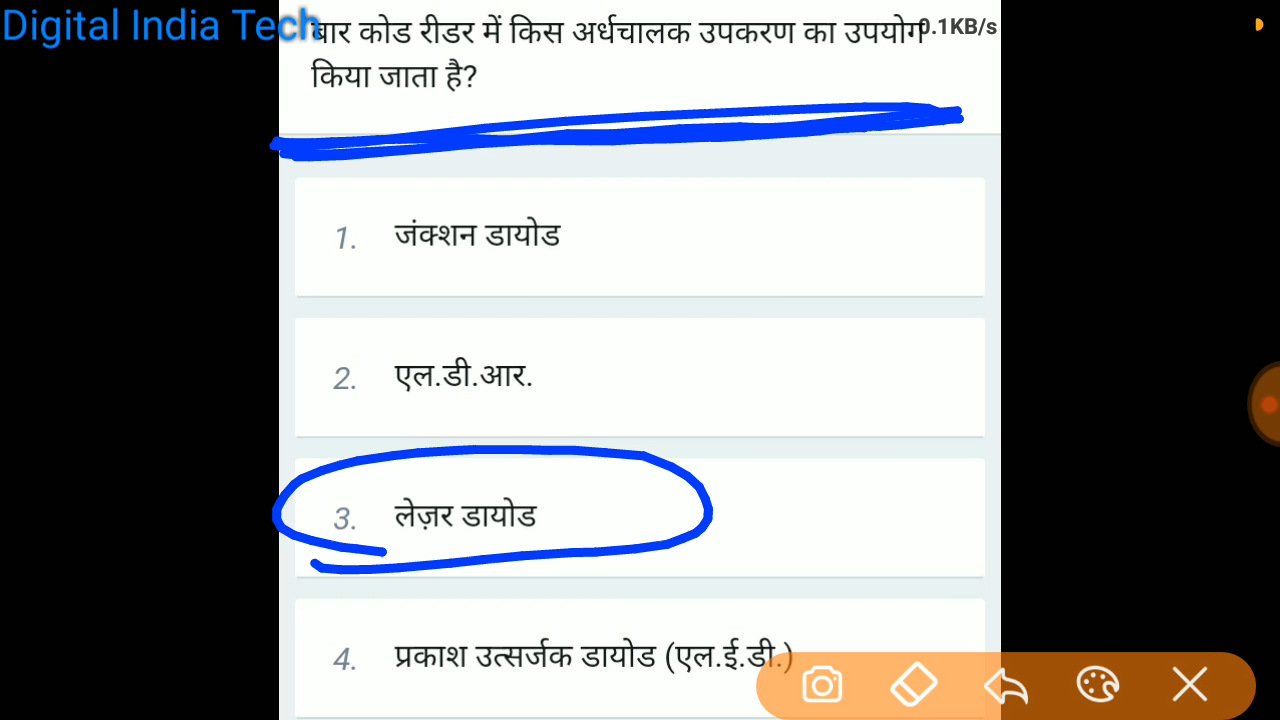 Digital India Tech
बार कोड रीडर में किस अर्धचालक उपकरण का उपयोग
0.1KB/s
किया जाता है?
1. जंक्शन डायोड
2. एल.डी.आर.
3. लेज़र डायोड
4. प्रकाश उत्सर्जक डायोड (एल.ई.डी.)